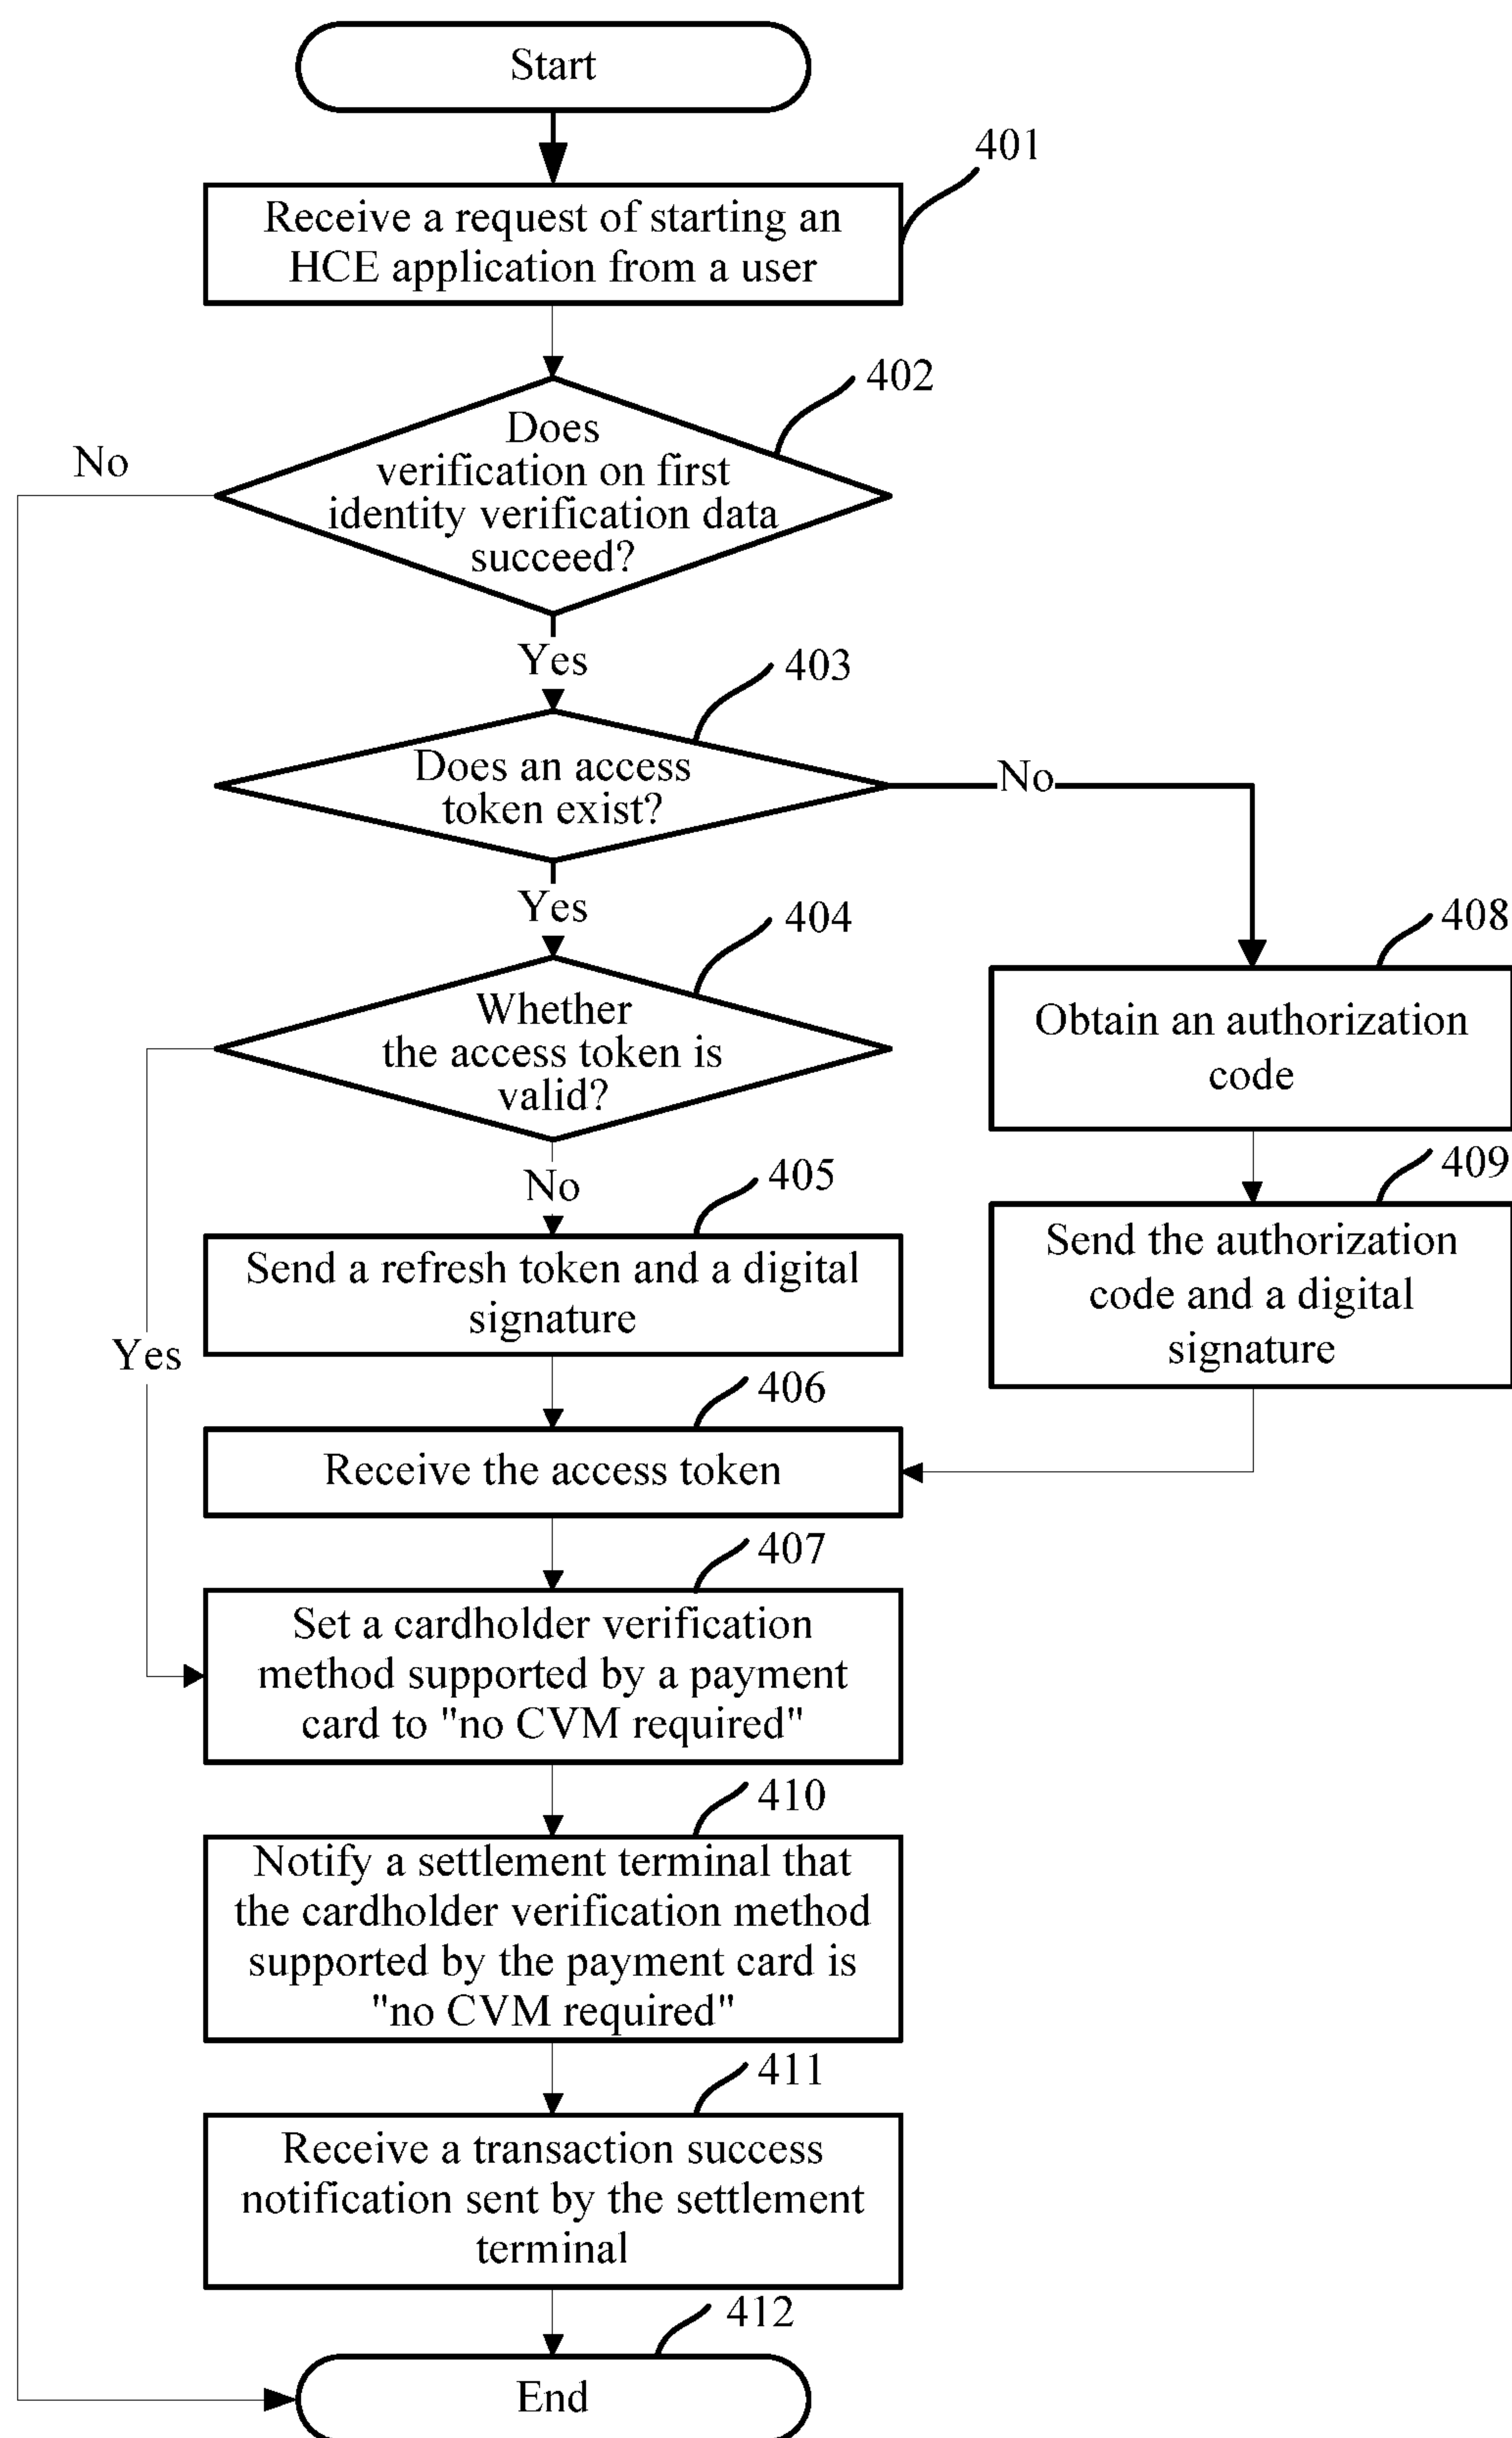 Start
401
Receive a request of starting an
HCE application from a user
402
Does
verification on first
identity verification data
succeed?
No
Yes
403
Does an access
token exist?
No
Yes
404
Whether
the access token is
valid?
408
Obtain an authorization
code
No
405
Send a refresh token and a digital
signature
409
Send the authorization
code and a digital
signature
Yes
406
Receive the access token
407
Set a cardholder verification
method supported by a payment
card to "no CVM required"
410
Notify a settlement terminal that
the cardholder verification method
supported by the payment card is
"no CVM required"
411
Receive a transaction success
notification sent by the settlement
terminal
412
End